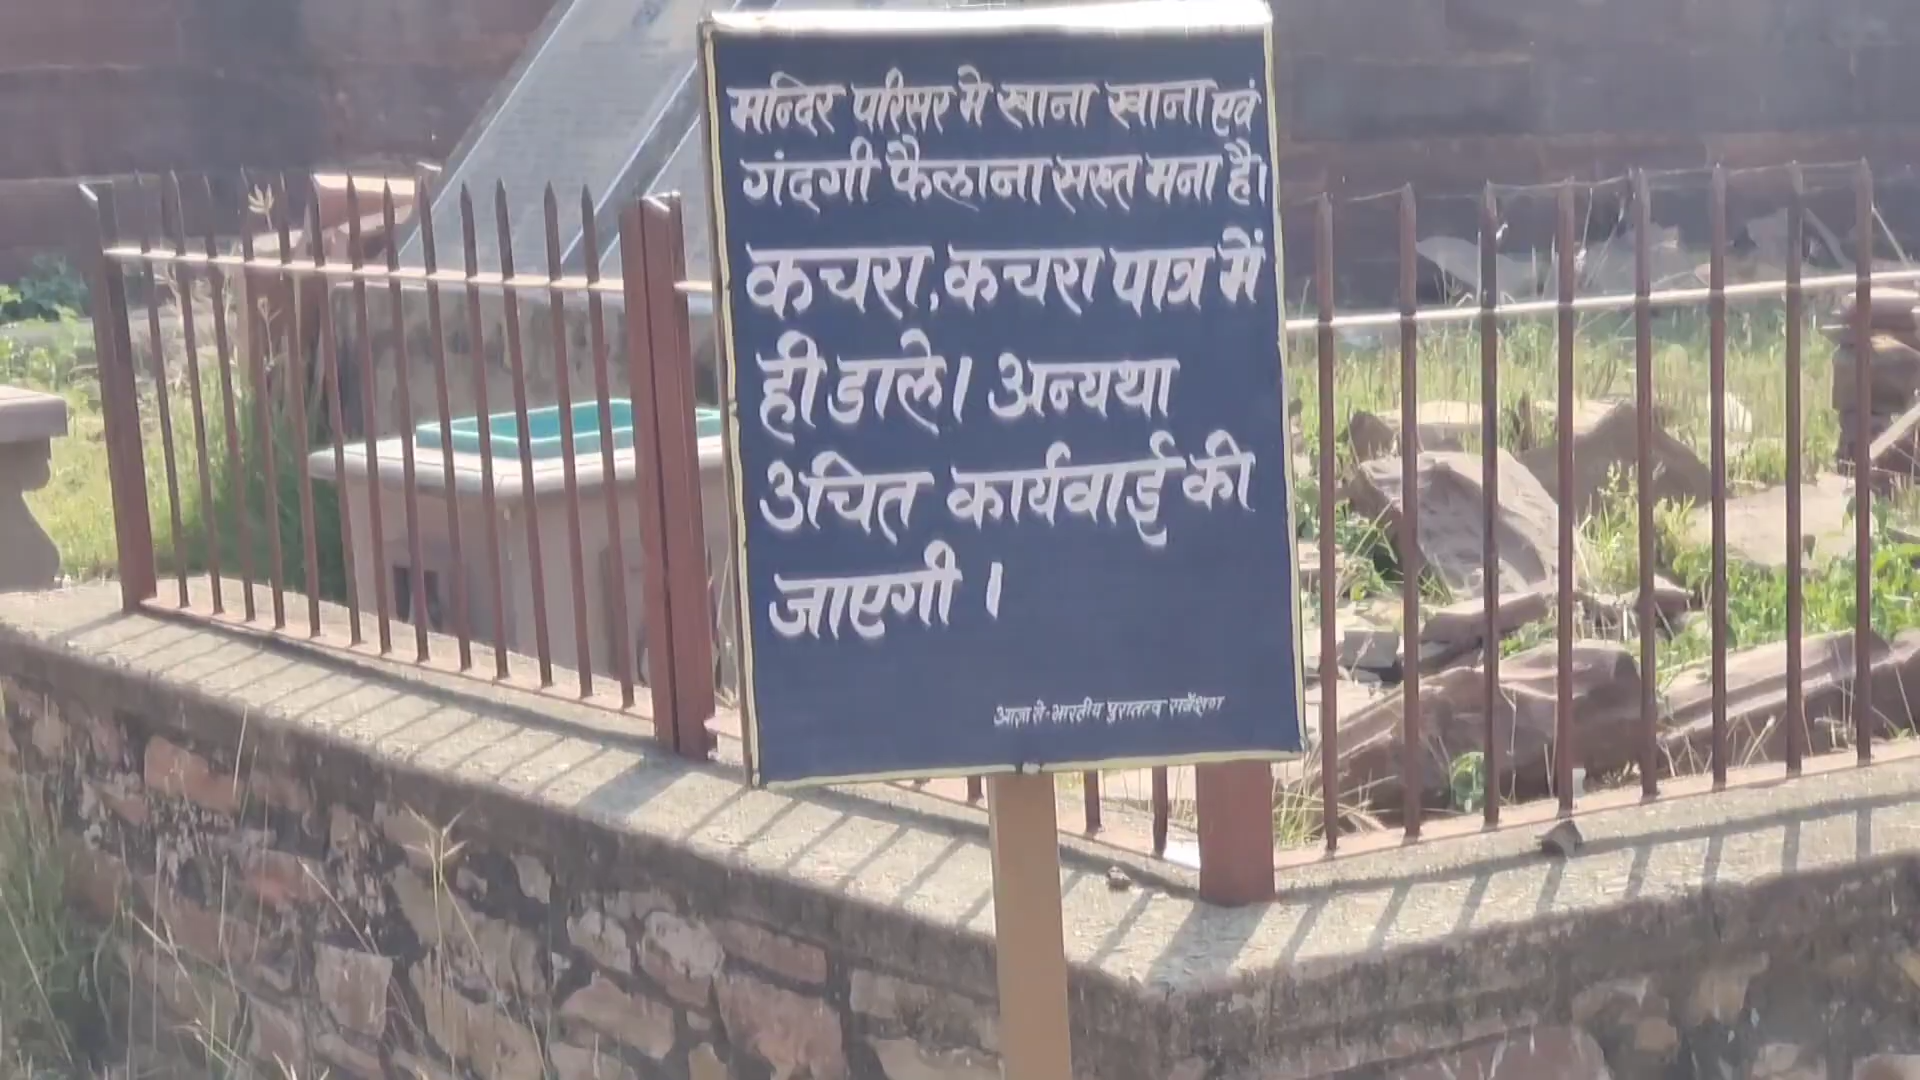 मन्दिर परिसर मे खाना खाना एवं
गंदगी फैलाना सख्त मना है।
कचरा, कचरा पात्र में
ही डाले। अन्यथा
उचित कार्यवाई की
जाएगी ।
आज्ञा से-भारतीय पुरातत्व सर्वेक्षण